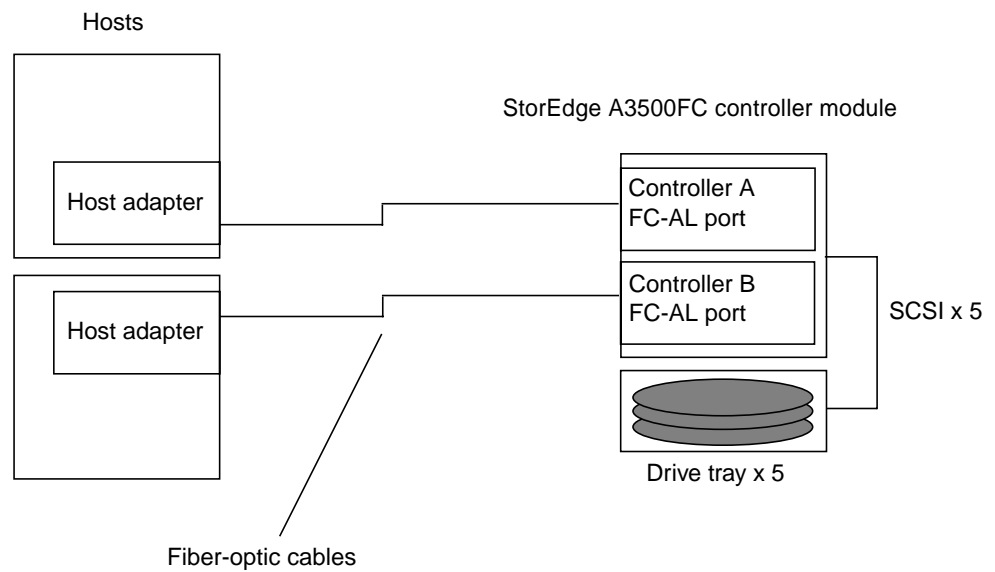 Hosts
StorEdge A3500FC controller module
Host adapter
Controller A
FC-AL port
Host adapter
Controller B
FC-AL port
SCSI x 5
Drive tray x 5
Fiber-optic cables